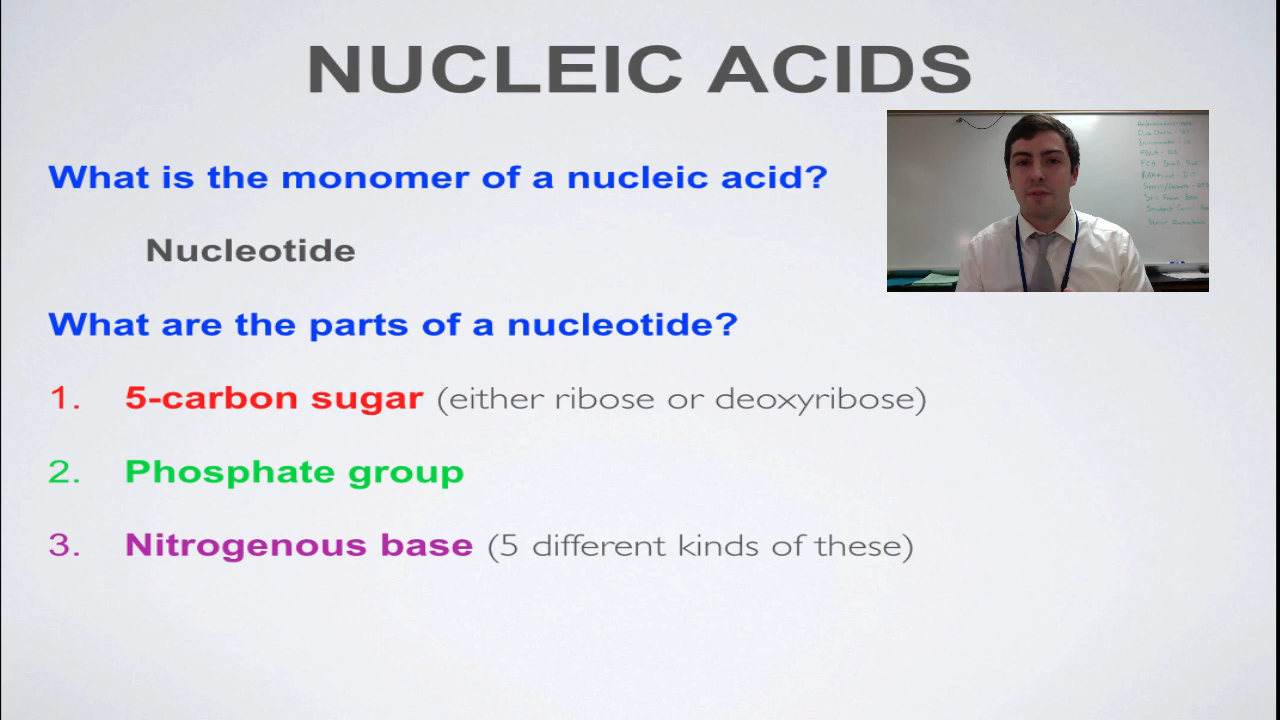 NUCLEIC ACIDS
What is the monomer of a nucleic acid?
Nucleotide
What are the parts of a nucleotide?
1. 5-carbon sugar (either ribose or deoxyribose)
2. Phosphate group
3. Nitrogenous base (5 different kinds of these)